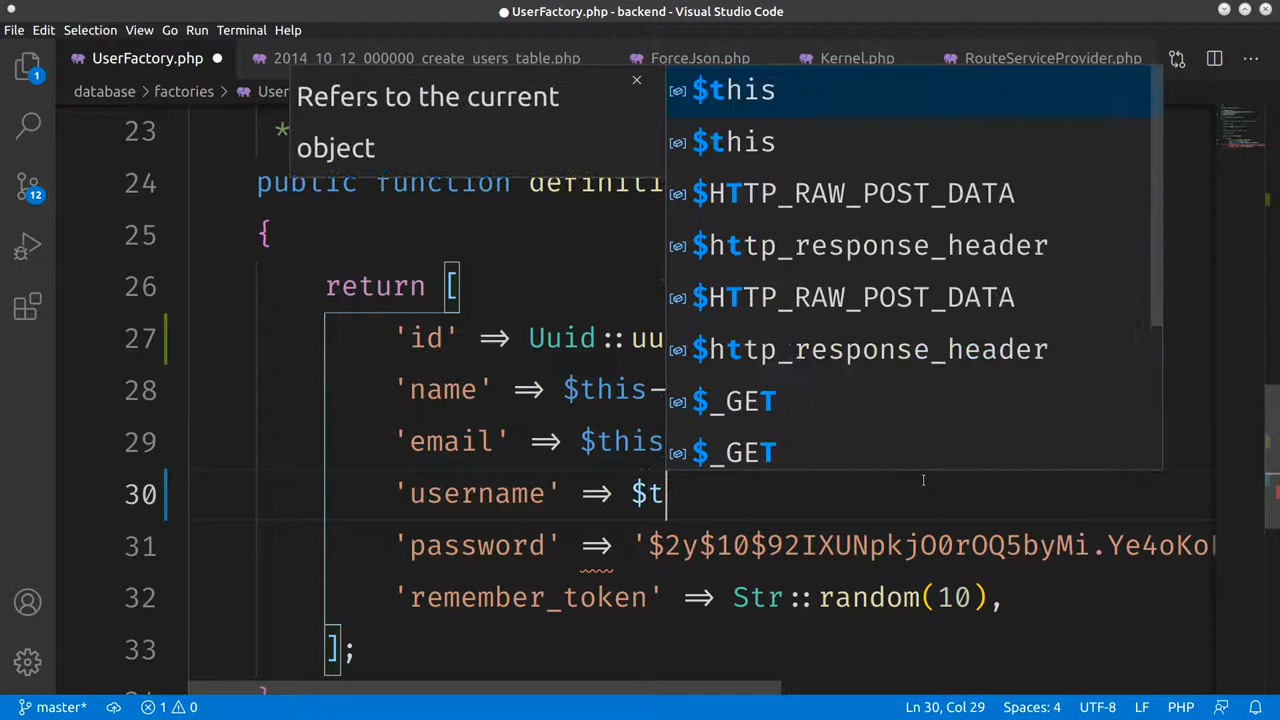 UserFactory.php - backend - Visual Studio Code
File Edit Selection View Go Run Terminal Help
UserFactory.php 2014_10_12_000000_create_users_table.php ForceJson.php Kernel.php RouteServiceProvider.php
database factories
Refers to the current
object
$this
$this
$HTTP_RAW_POST_DATA
$http_response_header
$HTTP_RAW_POST_DATA
$http_response_header
$_GET
$_GET
23 *
24 public function definiti
25 {
26 return [
27 'id' => Uuid::uu
28 'name' => $this-
29 'email' => $this
30 'username' => $t
31 'password' => '$2y$10$92IXUNpkjO0rOQ5byMi.Ye4oKo
32 'remember_token' => Str::random(10),
33 ];
}
1
12
master* 1 0 Ln 30, Col 29 Spaces: 4 UTF-8 LF PHP